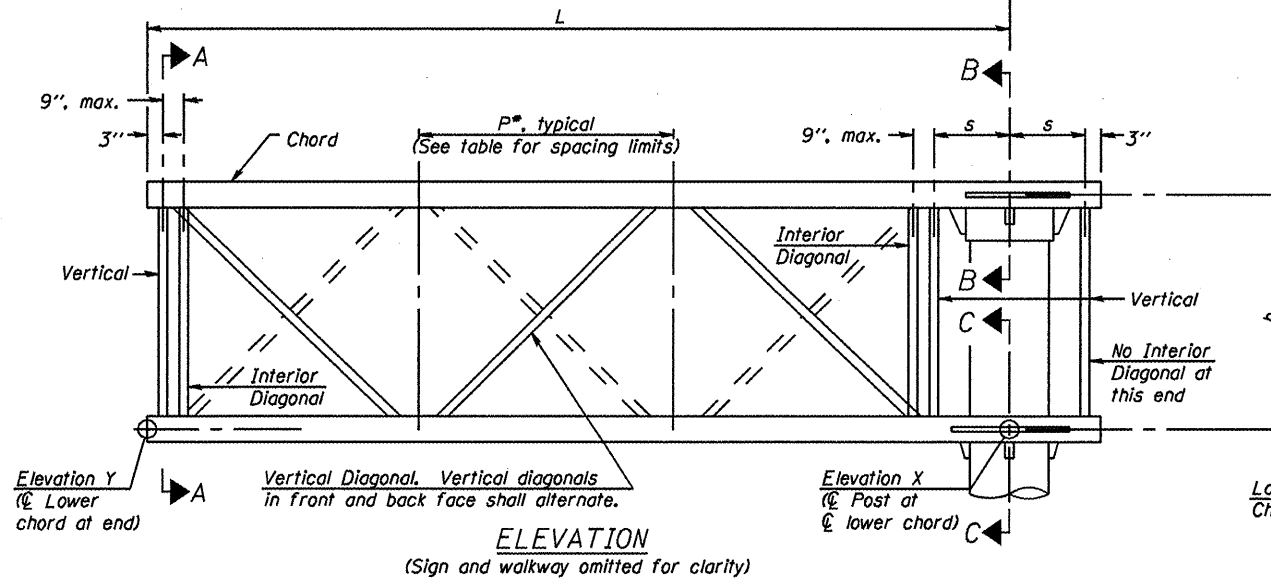 L
A
B
9", max.
3"
Chord
P*, typical
(See table for spacing limits)
9", max.
s
s
3"
Vertical
Interior
Diagonal
B
Vertical
C
Interior
Diagonal
No Interior
Diagonal at
this end
Elevation Y
(℄ Lower
chord at end)
A
Vertical Diagonal. Vertical diagonals
in front and back face shall alternate.
Elevation X
(℄ Post at
℄ lower chord)
C
ELEVATION
(Sign and walkway omitted for clarity)